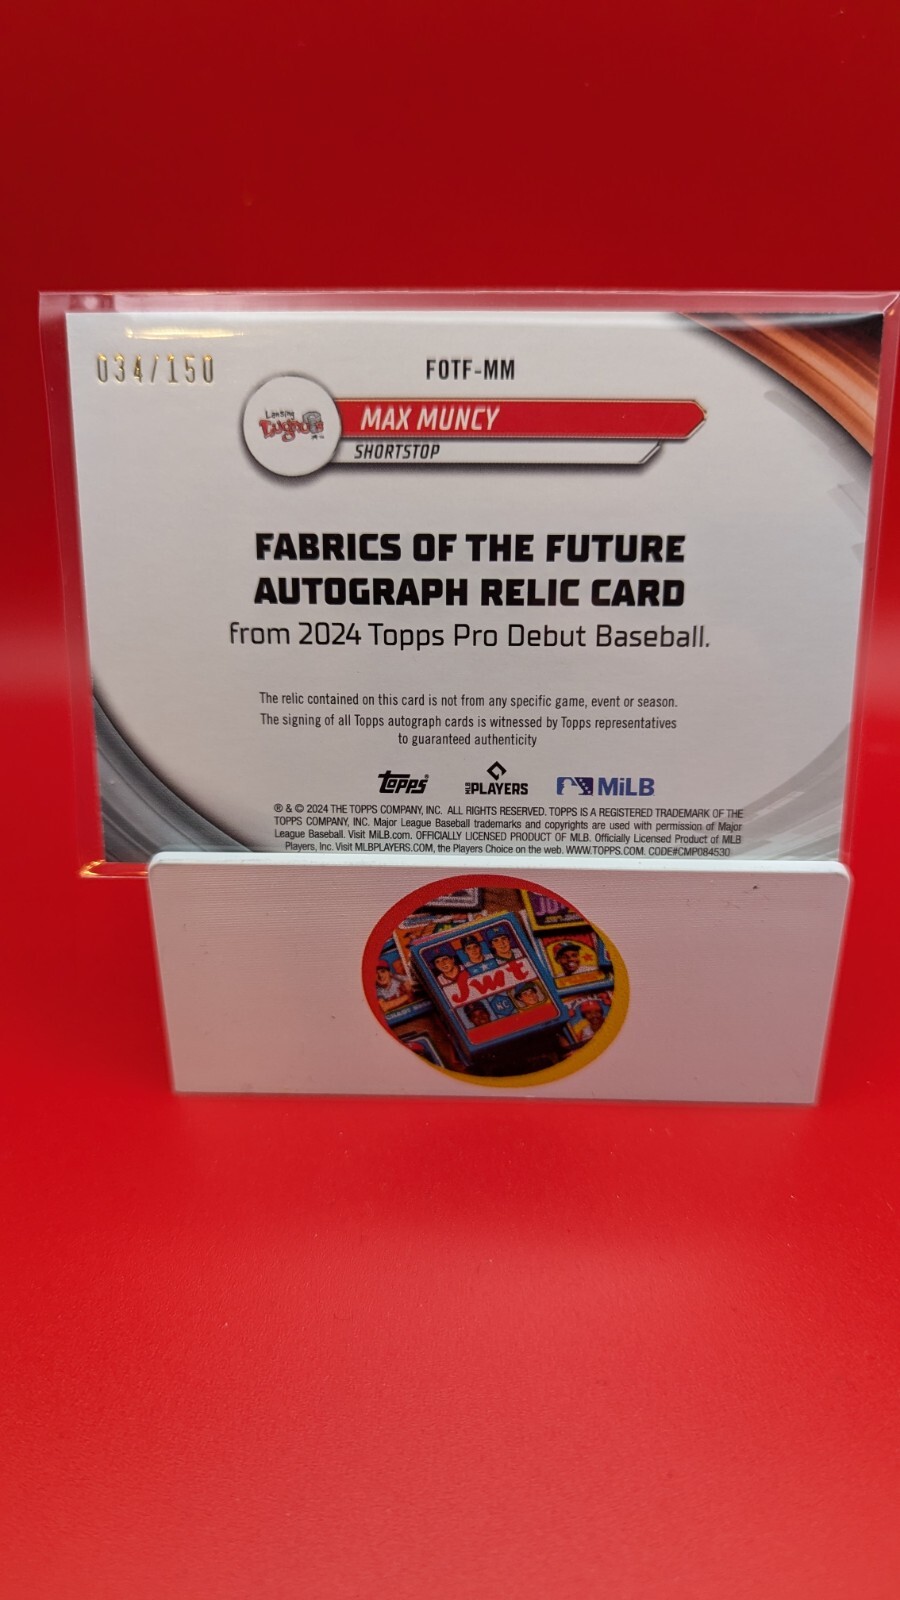 034/150
FOTF-MM
Lansing
Lugnuts
MAX MUNCY
SHORTSTOP
FABRICS OF THE FUTURE
AUTOGRAPH RELIC CARD
from 2024 Topps Pro Debut Baseball.
The relic contained on this card is not from any specific game, event or season.
The signing of all Topps autograph cards is witnessed by Topps representatives
to guaranteed authenticity
Topps
MLB PLAYERS
MiLB
® & © 2024 THE TOPPS COMPANY, INC. ALL RIGHTS RESERVED. TOPPS IS A REGISTERED TRADEMARK OF THE
TOPPS COMPANY, INC. Major League Baseball trademarks and copyrights are used with permission of Major
League Baseball. Visit MiLB.com. OFFICIALLY LICENSED PRODUCT OF MLB. Officially Licensed Product of MLB
Players, Inc. Visit MLBPLAYERS.COM, the Players Choice on the web. WWW.TOPPS.COM. CODE#CMP084530
KC